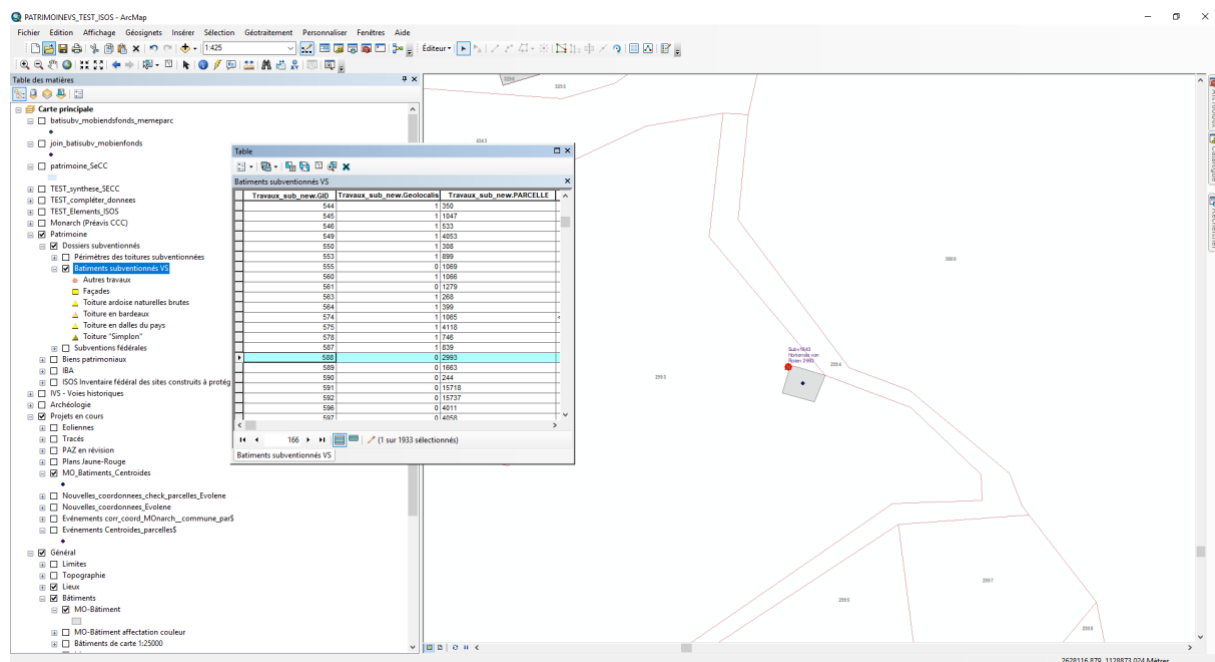 PATRIMOINEVS_TEST_ISOS - ArcMap
Fichier Edition Affichage Géosignets Insérer Sélection Géotraitement Personnaliser Fenêtres Aide
1:425
Éditeur
Table des matières
Carte principale
batisubv_mobiendsfonds_memeparc
join_batisubv_mobienfonds
patrimoine_SeCC
TEST_synthese_SECC
TEST_compléter_donnees
TEST_Elements_ISOS
Monarch (Préavis CCC)
Patrimoine
Dossiers subventionnés
Périmètres des toitures subventionnées
Batiments subventionnés VS
Autres travaux
Façades
Toiture ardoise naturelles brutes
Toiture en bardeaux
Toiture en dalles du pays
Toiture "Simplon"
Subventions fédérales
Biens patrimoniaux
IBA
ISOS Inventaire fédéral des sites construits à protég
IVS - Voies historiques
Archéologie
Projets en cours
Eoliennes
Tracés
PAZ en révision
Plans Jaune-Rouge
MO_Batiments_Centroides
Nouvelles_coordonnees_check_parcelles_Evolene
Nouvelles_coordonnees_Evolene
Evénements corr_coord_MOnarch__commune_par$
Evénements Centroides_parcelles$
Général
Limites
Topographie
Lieux
Bâtiments
MO-Bâtiment
MO-Bâtiment affectation couleur
Bâtiments de carte 1:25000
Table
Batiments subventionnés VS
Travaux_sub_new.GID Travaux_sub_new.Geolocalis Travaux_sub_new.PARCELLE
544 1 350
545 1 1047
546 1 533
549 1 4053
550 1 308
553 1 899
555 0 1069
560 1 1066
561 0 1279
563 1 268
564 1 399
574 1 1065
575 1 4118
578 1 746
587 1 839
588 0 2993
589 0 1663
590 0 244
591 0 15718
592 0 15737
596 0 4011
597 0 4058
166
(1 sur 1933 sélectionnés)
Batiments subventionnés VS
2628116.879 1128873.024 Mètres